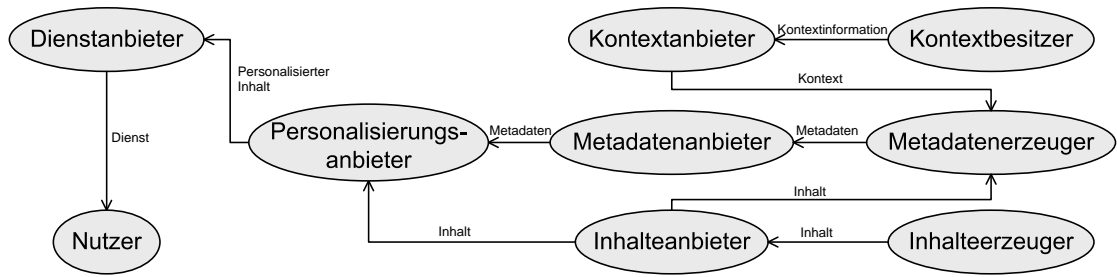 Dienstanbieter
Kontextanbieter
Kontextinformation
Kontextbesitzer
Personalisierter
Inhalt
Kontext
Dienst
Personalisierungs-
anbieter
Metadaten
Metadatenanbieter
Metadaten
Metadatenerzeuger
Inhalt
Nutzer
Inhalt
Inhalteanbieter
Inhalt
Inhalteerzeuger